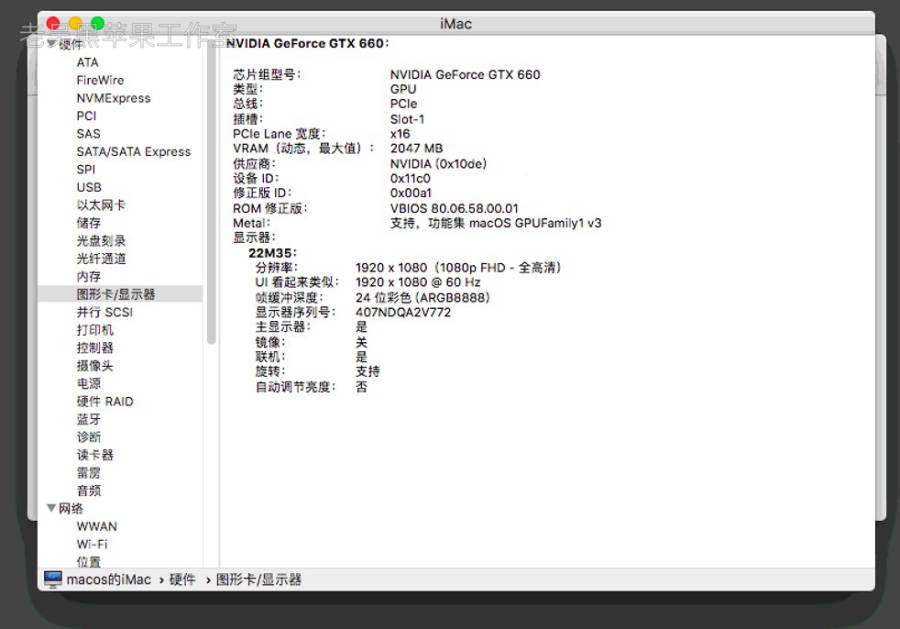 iMac
老吴黑苹果工作室
硬件
ATA
FireWire
NVMExpress
PCI
SAS
SATA/SATA Express
SPI
USB
以太网卡
储存
光盘刻录
光纤通道
内存
图形卡/显示器
并行 SCSI
打印机
控制器
摄像头
电源
硬件 RAID
蓝牙
诊断
读卡器
雷雳
音频
网络
WWAN
Wi-Fi
位置
NVIDIA GeForce GTX 660:
芯片组型号: NVIDIA GeForce GTX 660
类型: GPU
总线: PCIe
插槽: Slot-1
PCIe Lane 宽度: x16
VRAM（动态，最大值）: 2047 MB
供应商: NVIDIA (0x10de)
设备 ID: 0x11c0
修正版 ID: 0x00a1
ROM 修正版: VBIOS 80.06.58.00.01
Metal: 支持，功能集 macOS GPUFamily1 v3
显示器:
22M35:
分辨率: 1920 x 1080（1080p FHD - 全高清）
UI 看起来类似: 1920 x 1080 @ 60 Hz
帧缓冲深度: 24 位彩色 (ARGB8888)
显示器序列号: 407NDQA2V772
主显示器: 是
镜像: 关
联机: 是
旋转: 支持
自动调节亮度: 否
macos的iMac › 硬件 › 图形卡/显示器